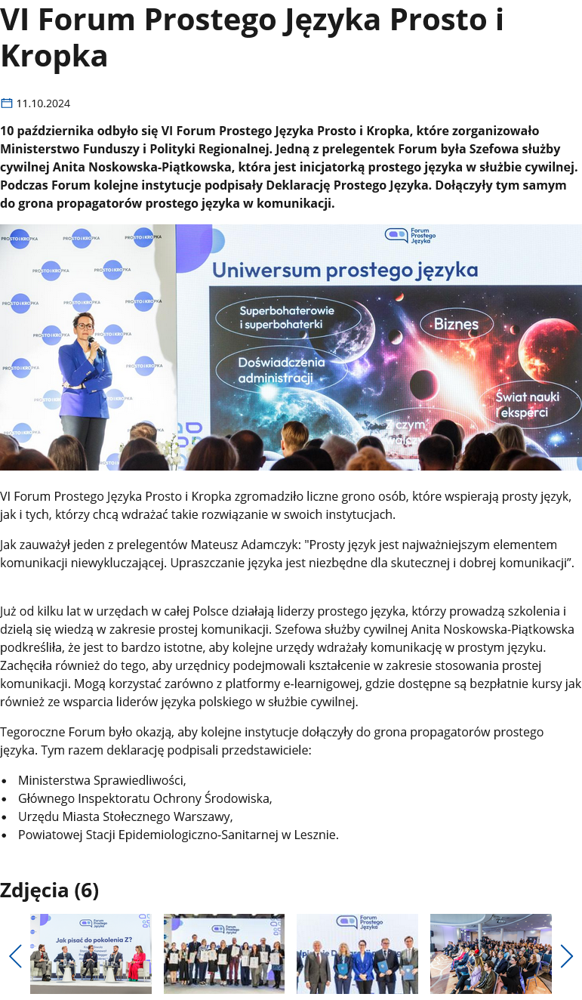 VI Forum Prostego Języka Prosto i
Kropka
11.10.2024
10 października odbyło się VI Forum Prostego Języka Prosto i Kropka, które zorganizowało
Ministerstwo Funduszy i Polityki Regionalnej. Jedną z prelegentek Forum była Szefowa służby
cywilnej Anita Noskowska-Piątkowska, która jest inicjatorką prostego języka w służbie cywilnej.
Podczas Forum kolejne instytucje podpisały Deklarację Prostego Języka. Dołączyły tym samym
do grona propagatorów prostego języka w komunikacji.
PROSTO I KROPKA
Forum
Prostego
Języka
Uniwersum prostego języka
Superbohaterowie
i superbohaterki
Biznes
Doświadczenia
administracji
Świat nauki
i eksperci
z czym
VI Forum Prostego Języka Prosto i Kropka zgromadziło liczne grono osób, które wspierają prosty język,
jak i tych, którzy chcą wdrażać takie rozwiązanie w swoich instytucjach.
Jak zauważył jeden z prelegentów Mateusz Adamczyk: "Prosty język jest najważniejszym elementem
komunikacji niewykluczającej. Upraszczanie języka jest niezbędne dla skutecznej i dobrej komunikacji”.
Już od kilku lat w urzędach w całej Polsce działają liderzy prostego języka, którzy prowadzą szkolenia i
dzielą się wiedzą w zakresie prostej komunikacji. Szefowa służby cywilnej Anita Noskowska-Piątkowska
podkreśliła, że jest to bardzo istotne, aby kolejne urzędy wdrażały komunikację w prostym języku.
Zachęciła również do tego, aby urzędnicy podejmowali kształcenie w zakresie stosowania prostej
komunikacji. Mogą korzystać zarówno z platformy e-learnigowej, gdzie dostępne są bezpłatnie kursy jak
również ze wsparcia liderów języka polskiego w służbie cywilnej.
Tegoroczne Forum było okazją, aby kolejne instytucje dołączyły do grona propagatorów prostego
języka. Tym razem deklarację podpisali przedstawiciele:
• Ministerstwa Sprawiedliwości,
• Głównego Inspektoratu Ochrony Środowiska,
• Urzędu Miasta Stołecznego Warszawy,
• Powiatowej Stacji Epidemiologiczno-Sanitarnej w Lesznie.
Zdjęcia (6)
Forum
Prostego
Języka
Jak pisać do pokolenia Z?
Forum
Prostego
Języka
Forum
Prostego
Języka